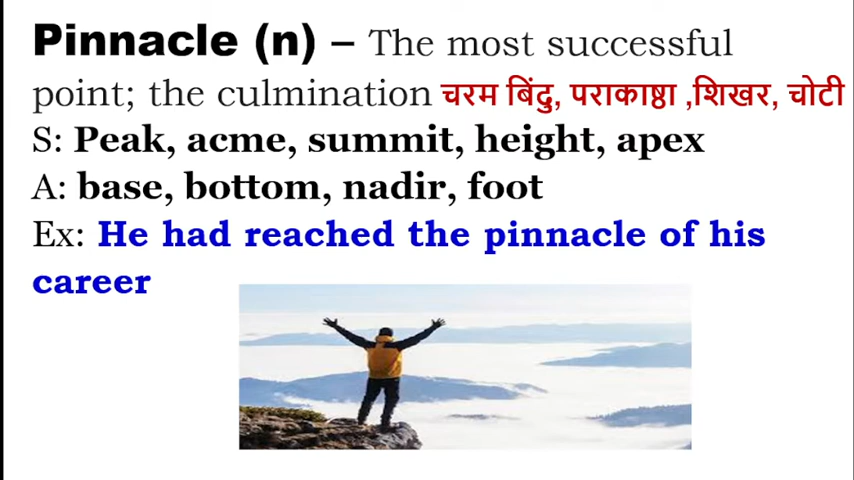 Pinnacle (n) – The most successful
point; the culmination चरम बिंदु, पराकाष्ठा ,शिखर, चोटी
S: Peak, acme, summit, height, apex
A: base, bottom, nadir, foot
Ex: He had reached the pinnacle of his
career